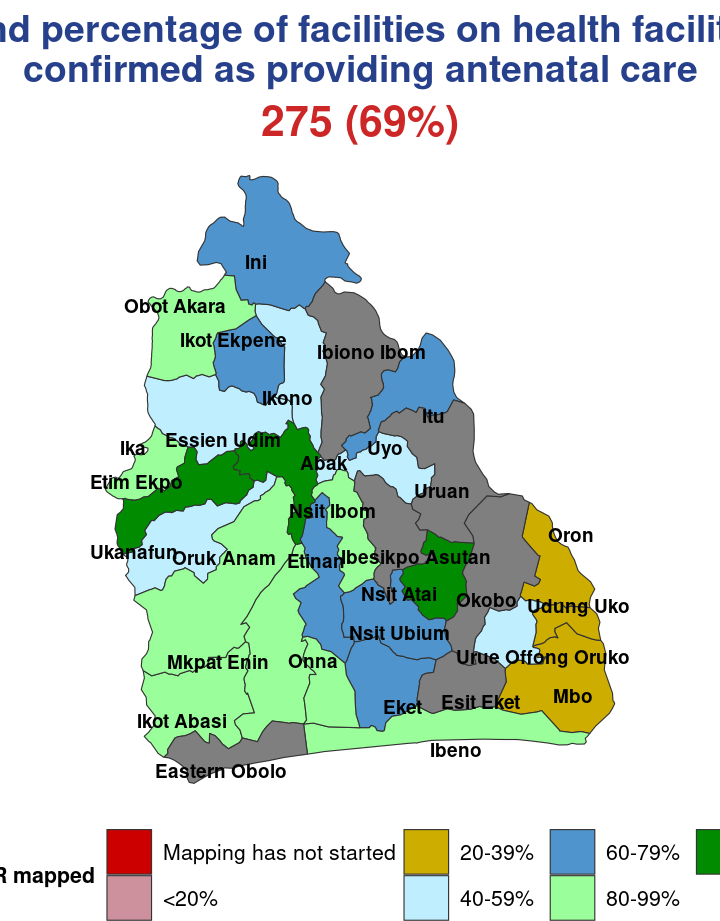 nd percentage of facilities on health facilit
confirmed as providing antenatal care
275 (69%)
Ini
Obot Akara
Ikot Ekpene
Ibiono Ibom
Ikono
Itu
Essien Udim
Ika
Uyo
Abak
Etim Ekpo
Uruan
Nsit Ibom
Oron
Ukanafun
Oruk Anam
Etinan
Ibesikpo Asutan
Nsit Atai
Okobo
Udung Uko
Nsit Ubium
Mkpat Enin
Onna
Urue Offong Oruko
Eket
Esit Eket
Mbo
Ikot Abasi
Ibeno
Eastern Obolo
R mapped
Mapping has not started
20-39%
60-79%
<20%
40-59%
80-99%